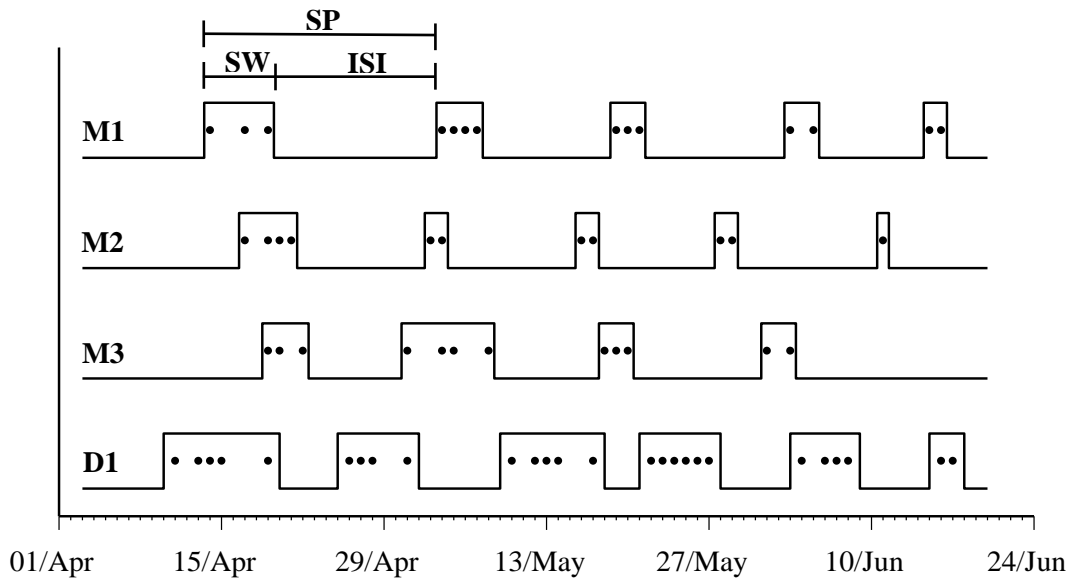 SP
SW ISI
M1
M2
M3
D1
01/Apr 15/Apr 29/Apr 13/May 27/May 10/Jun 24/Jun